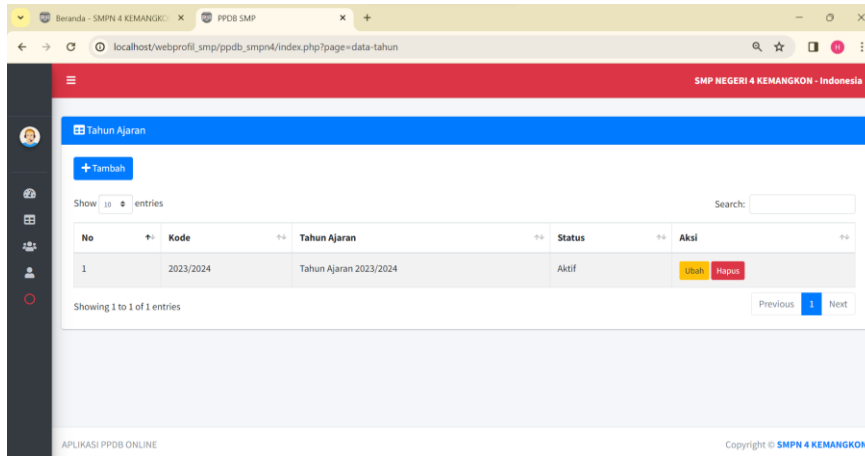 Beranda - SMPN 4 KEMANGKO
PPDB SMP
localhost/webprofil_smp/ppdb_smpn4/index.php?page=data-tahun
H
SMP NEGERI 4 KEMANGKON - Indonesia
Tahun Ajaran
+ Tambah
Show 10 entries
Search:
No Kode Tahun Ajaran Status Aksi
1 2023/2024 Tahun Ajaran 2023/2024 Aktif Ubah Hapus
Showing 1 to 1 of 1 entries
Previous 1 Next
APLIKASI PPDB ONLINE
Copyright © SMPN 4 KEMANGKON